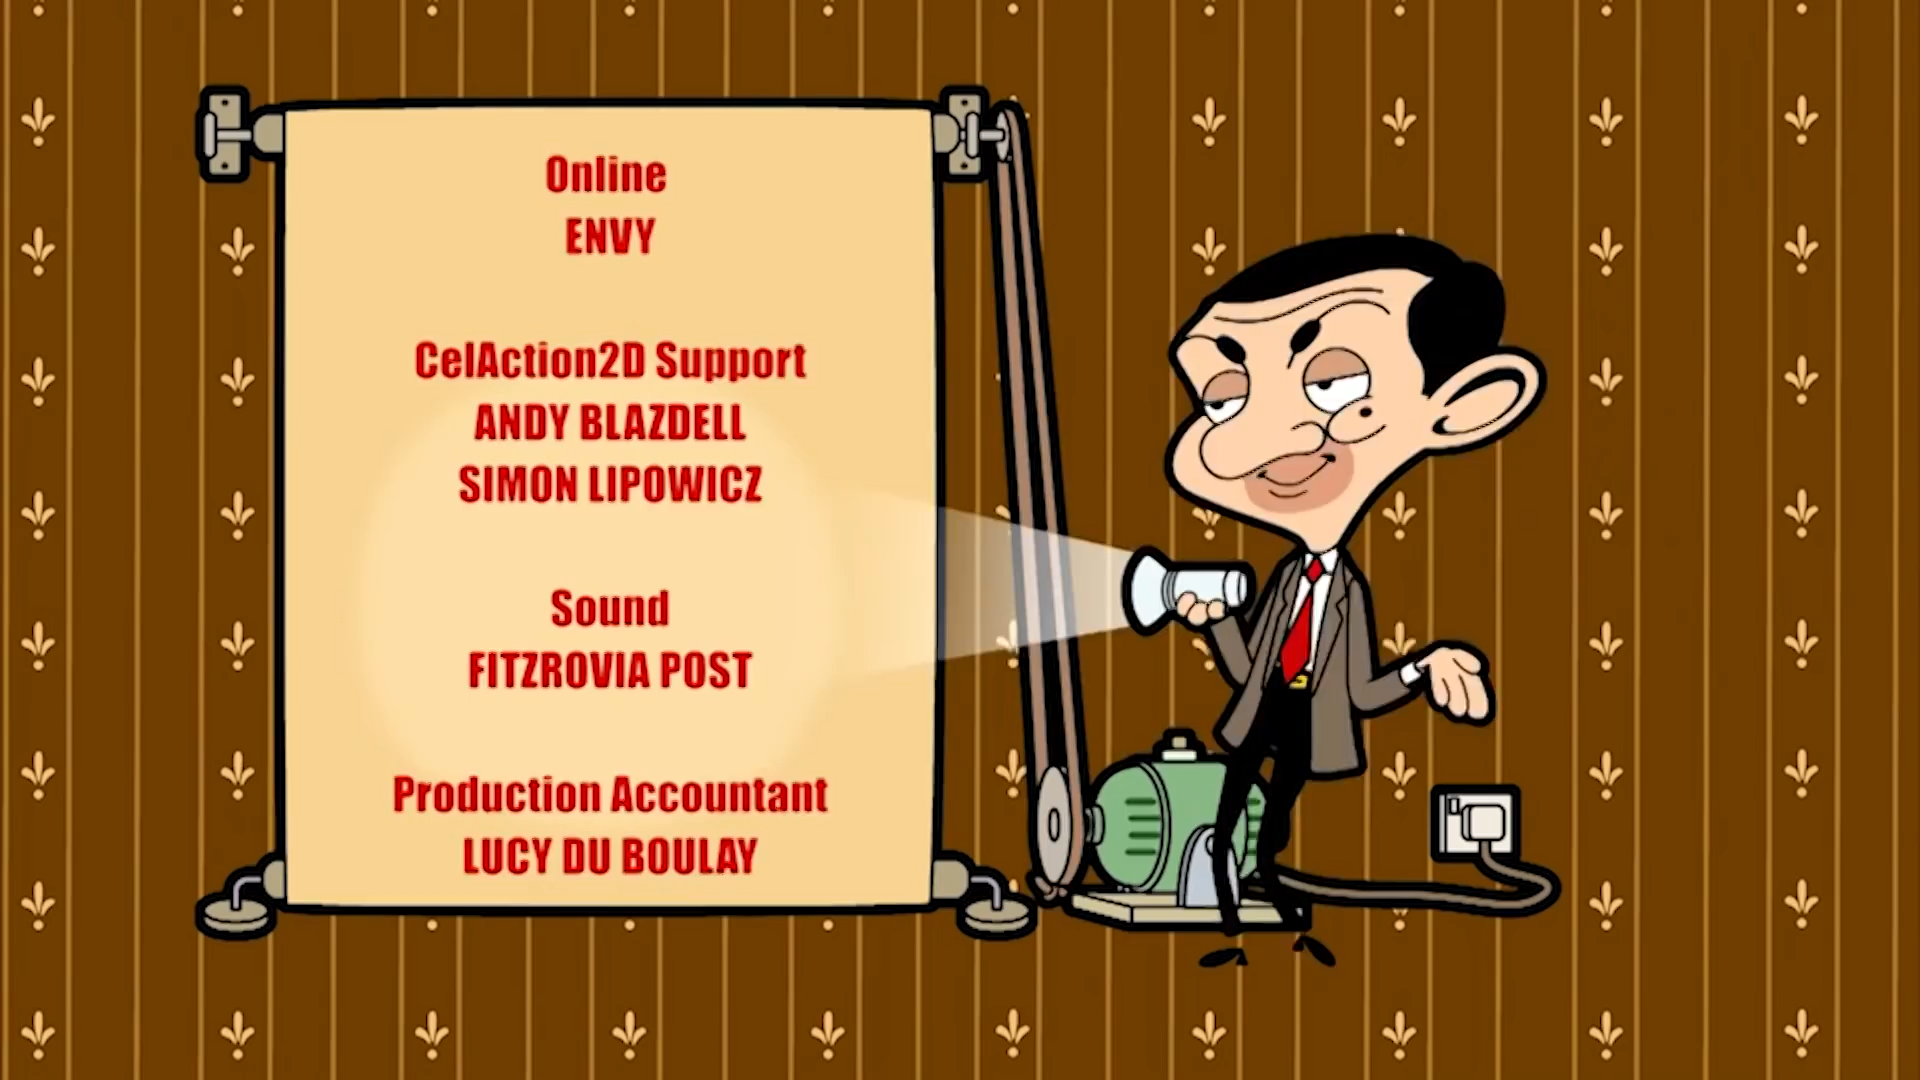 Online
ENVY
CelAction2D Support
ANDY BLAZDELL
SIMON LIPOWICZ
Sound
FITZROVIA POST
Production Accountant
LUCY DU BOULAY